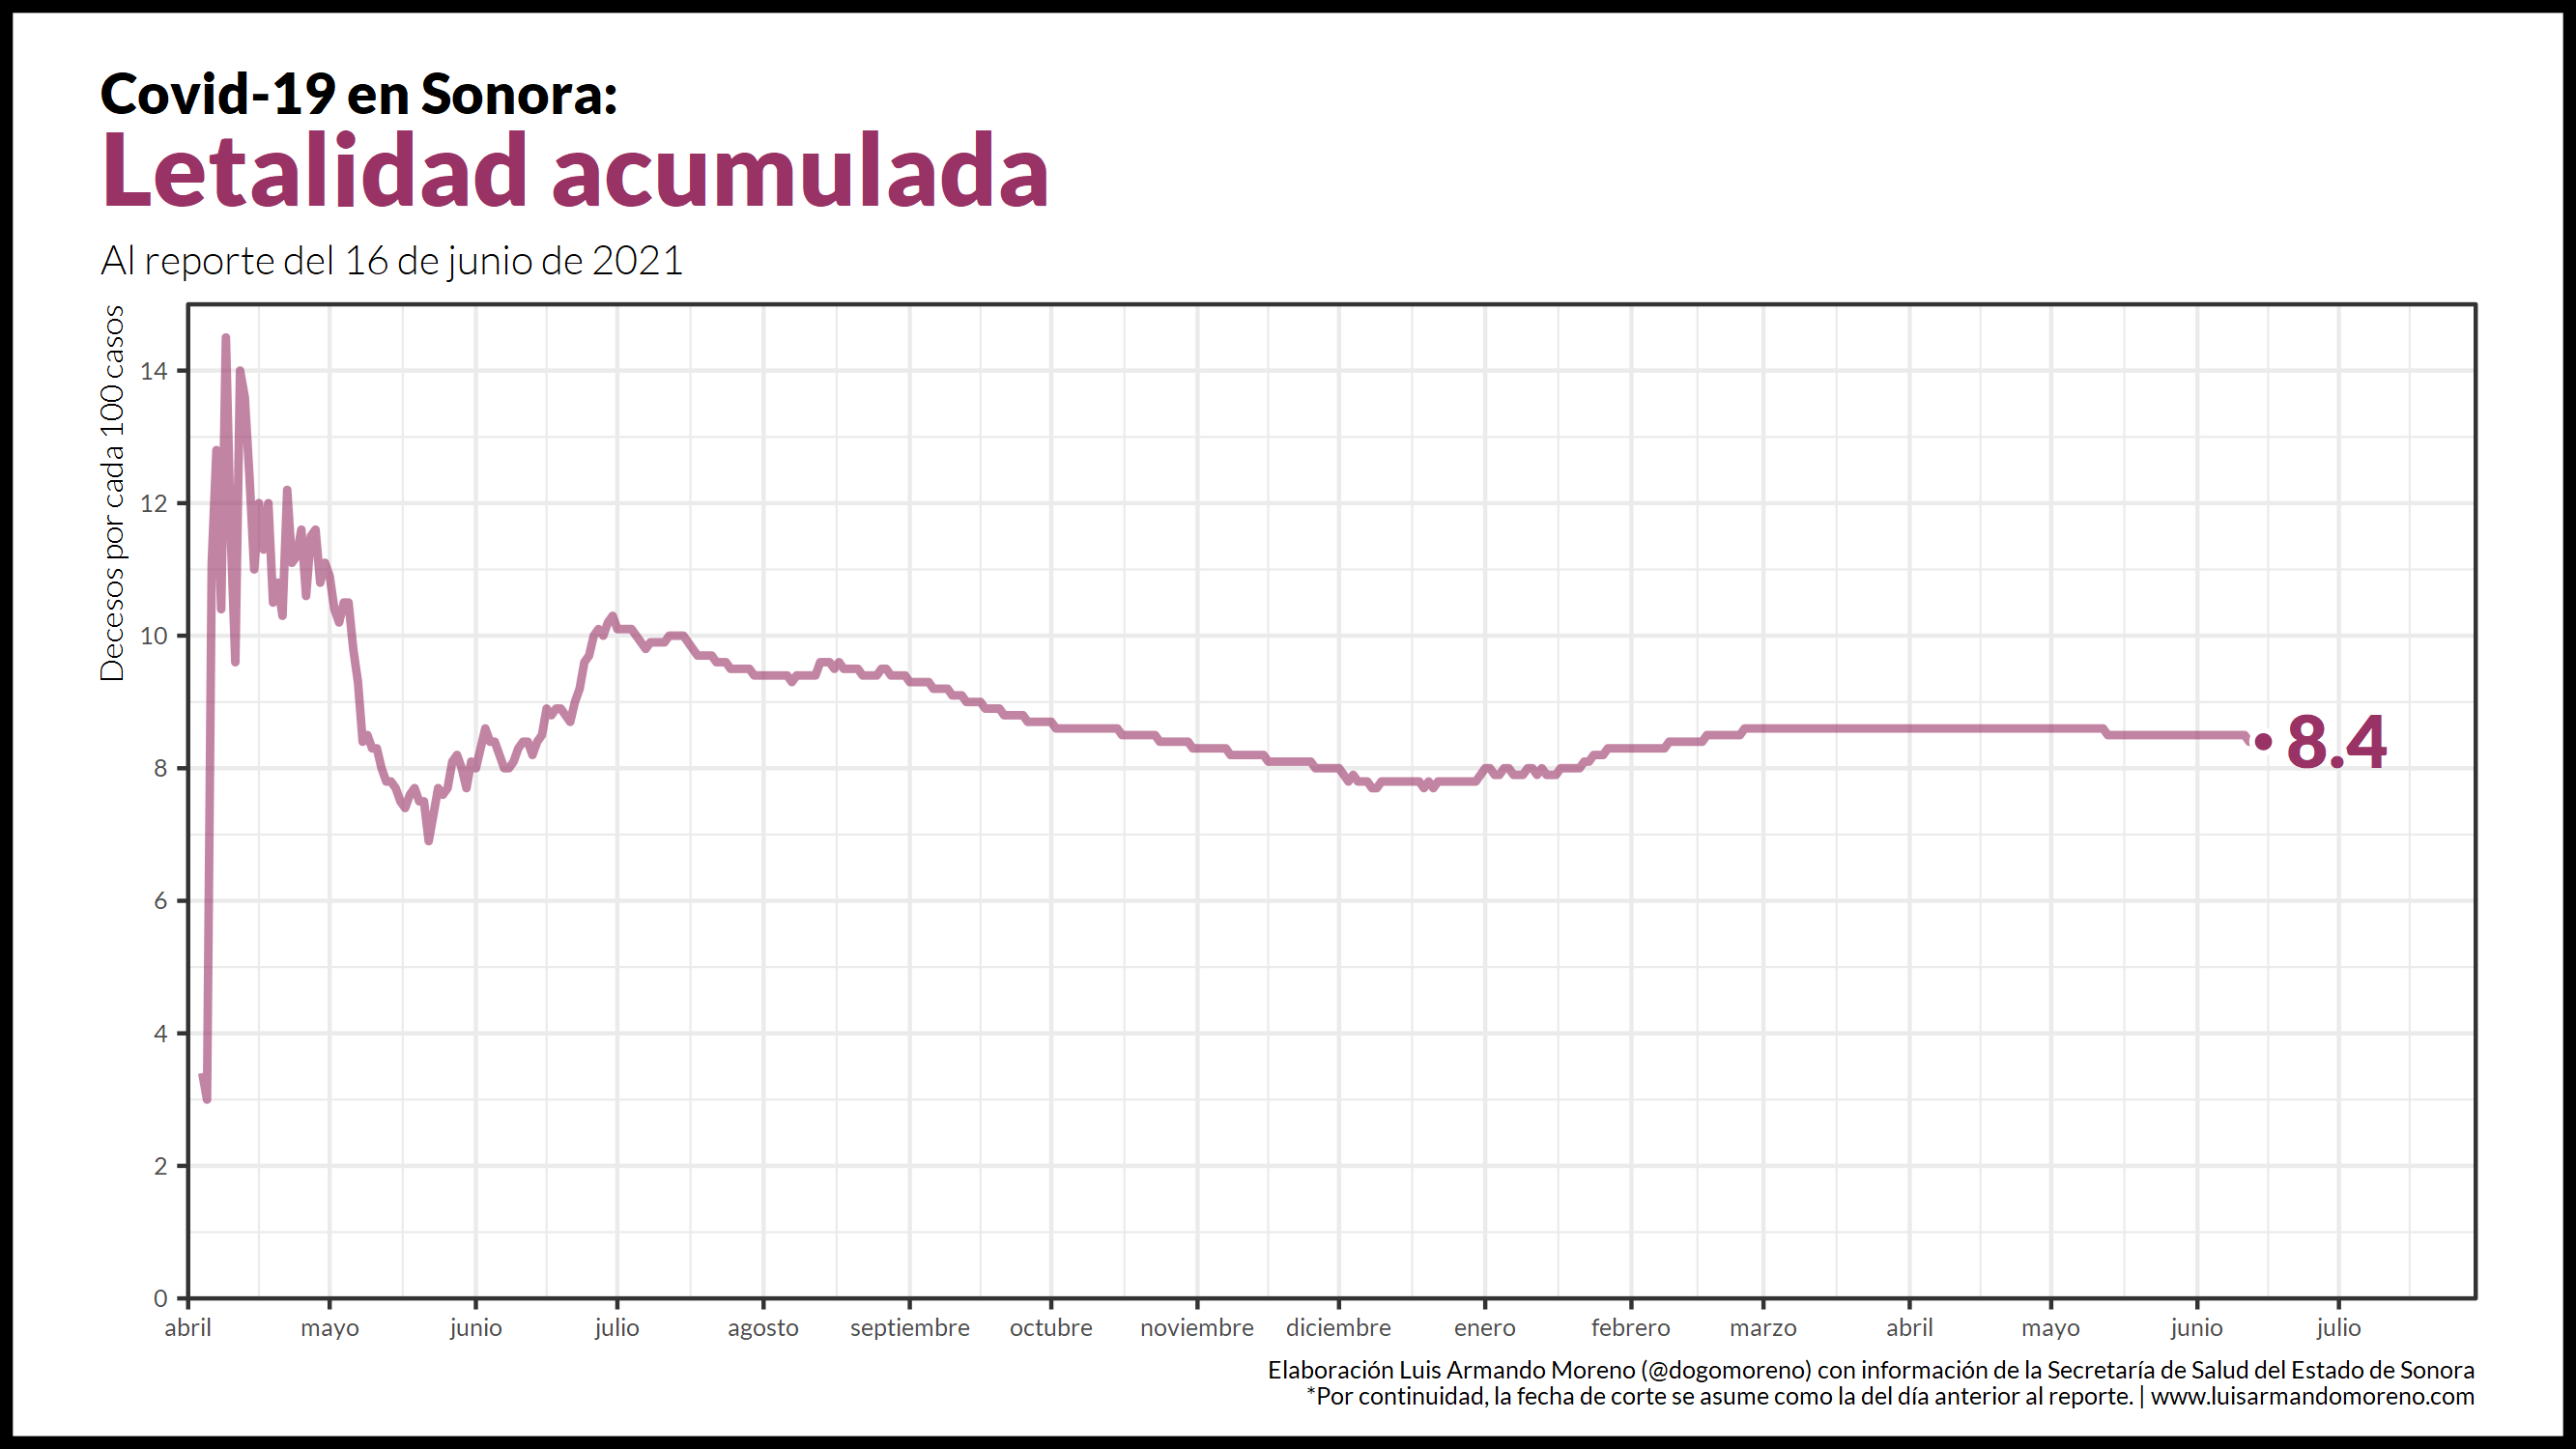 Covid-19 en Sonora:
Letalidad acumulada
Al reporte del 16 de junio de 2021
Decesos por cada 100 casos
14
12
10
8
6
4
2
0
8.4
abril mayo junio julio agosto septiembre octubre noviembre diciembre enero febrero marzo abril mayo junio julio
Elaboración Luis Armando Moreno (@dogomoreno) con información de la Secretaría de Salud del Estado de Sonora
*Por continuidad, la fecha de corte se asume como la del día anterior al reporte. | www.luisarmandomoreno.com